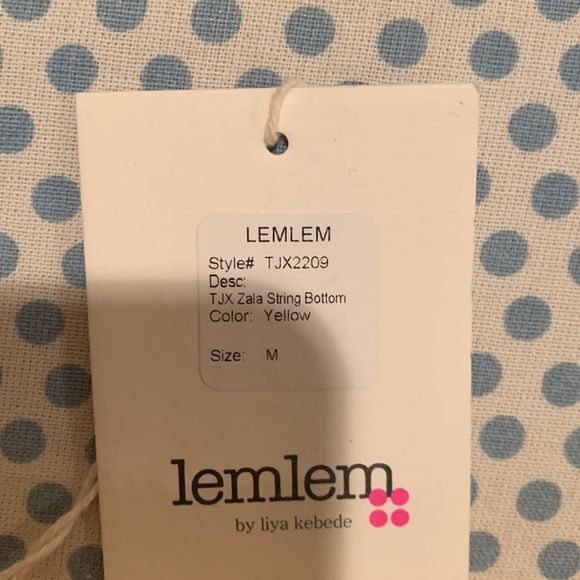 LEMLEM
Style# TJX2209
Desc:
TJX Zala String Bottom
Color: Yellow
Size: M
lemlem
by liya kebede